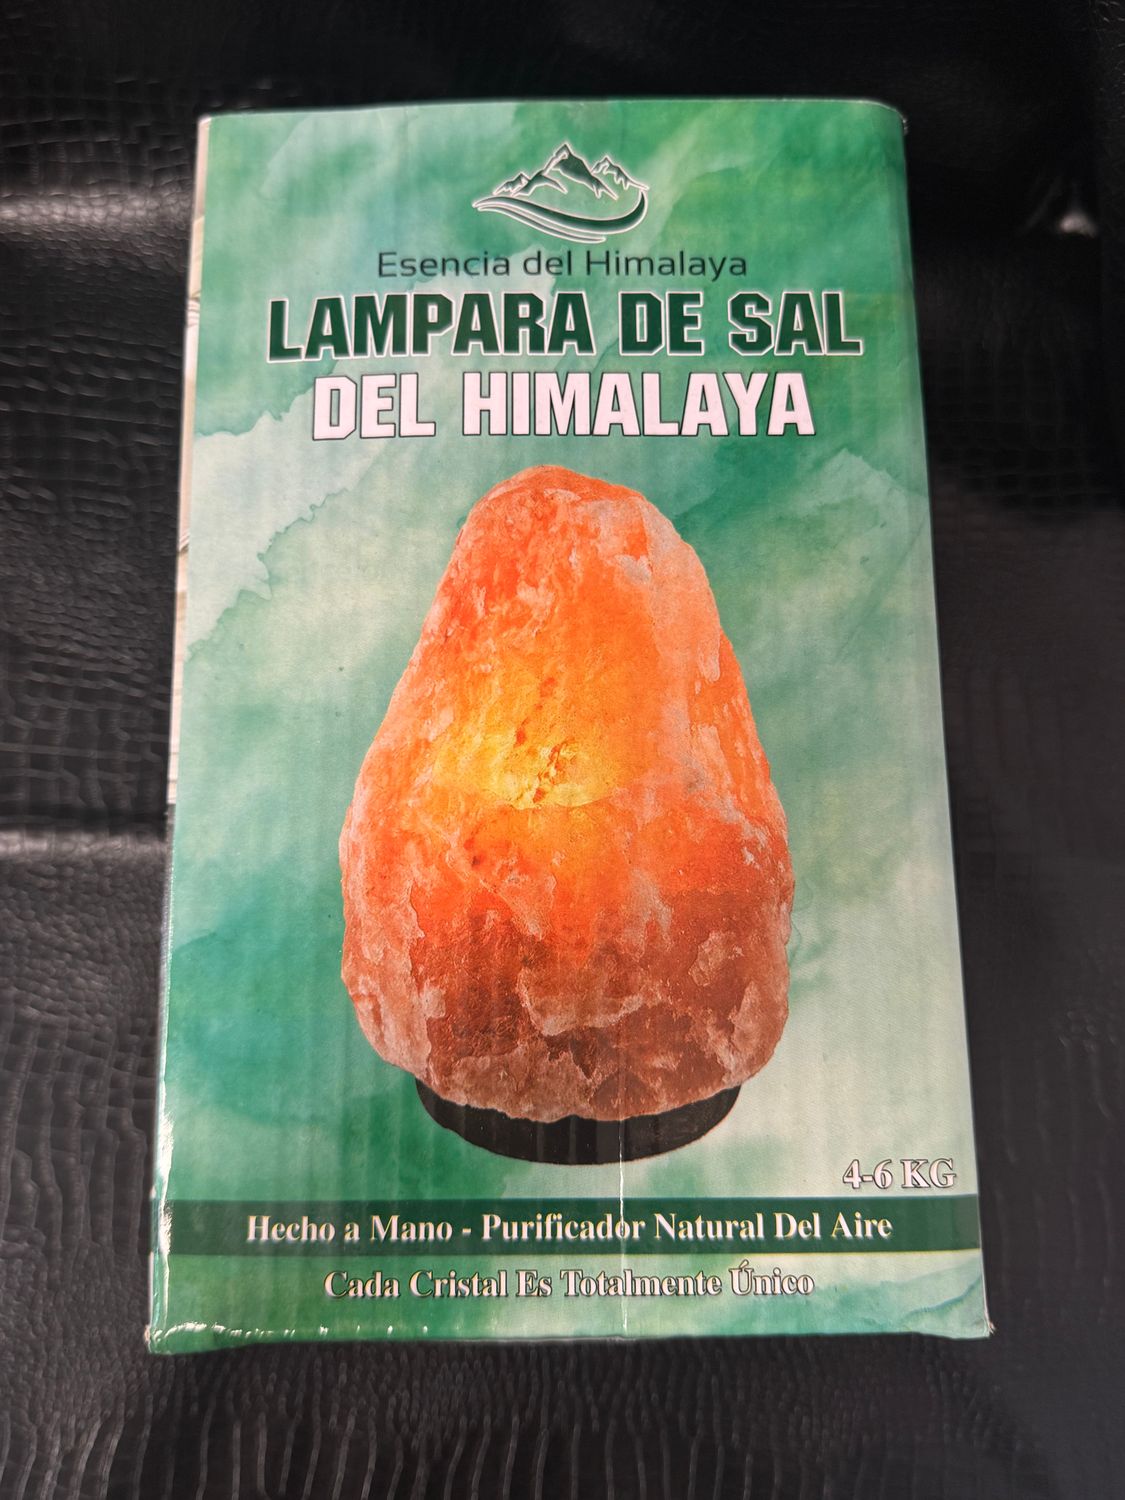 Esencia del Himalaya
LAMPARA DE SAL
DEL HIMALAYA
4-6 KG
Hecho a Mano - Purificador Natural Del Aire
Cada Cristal Es Totalmente Único